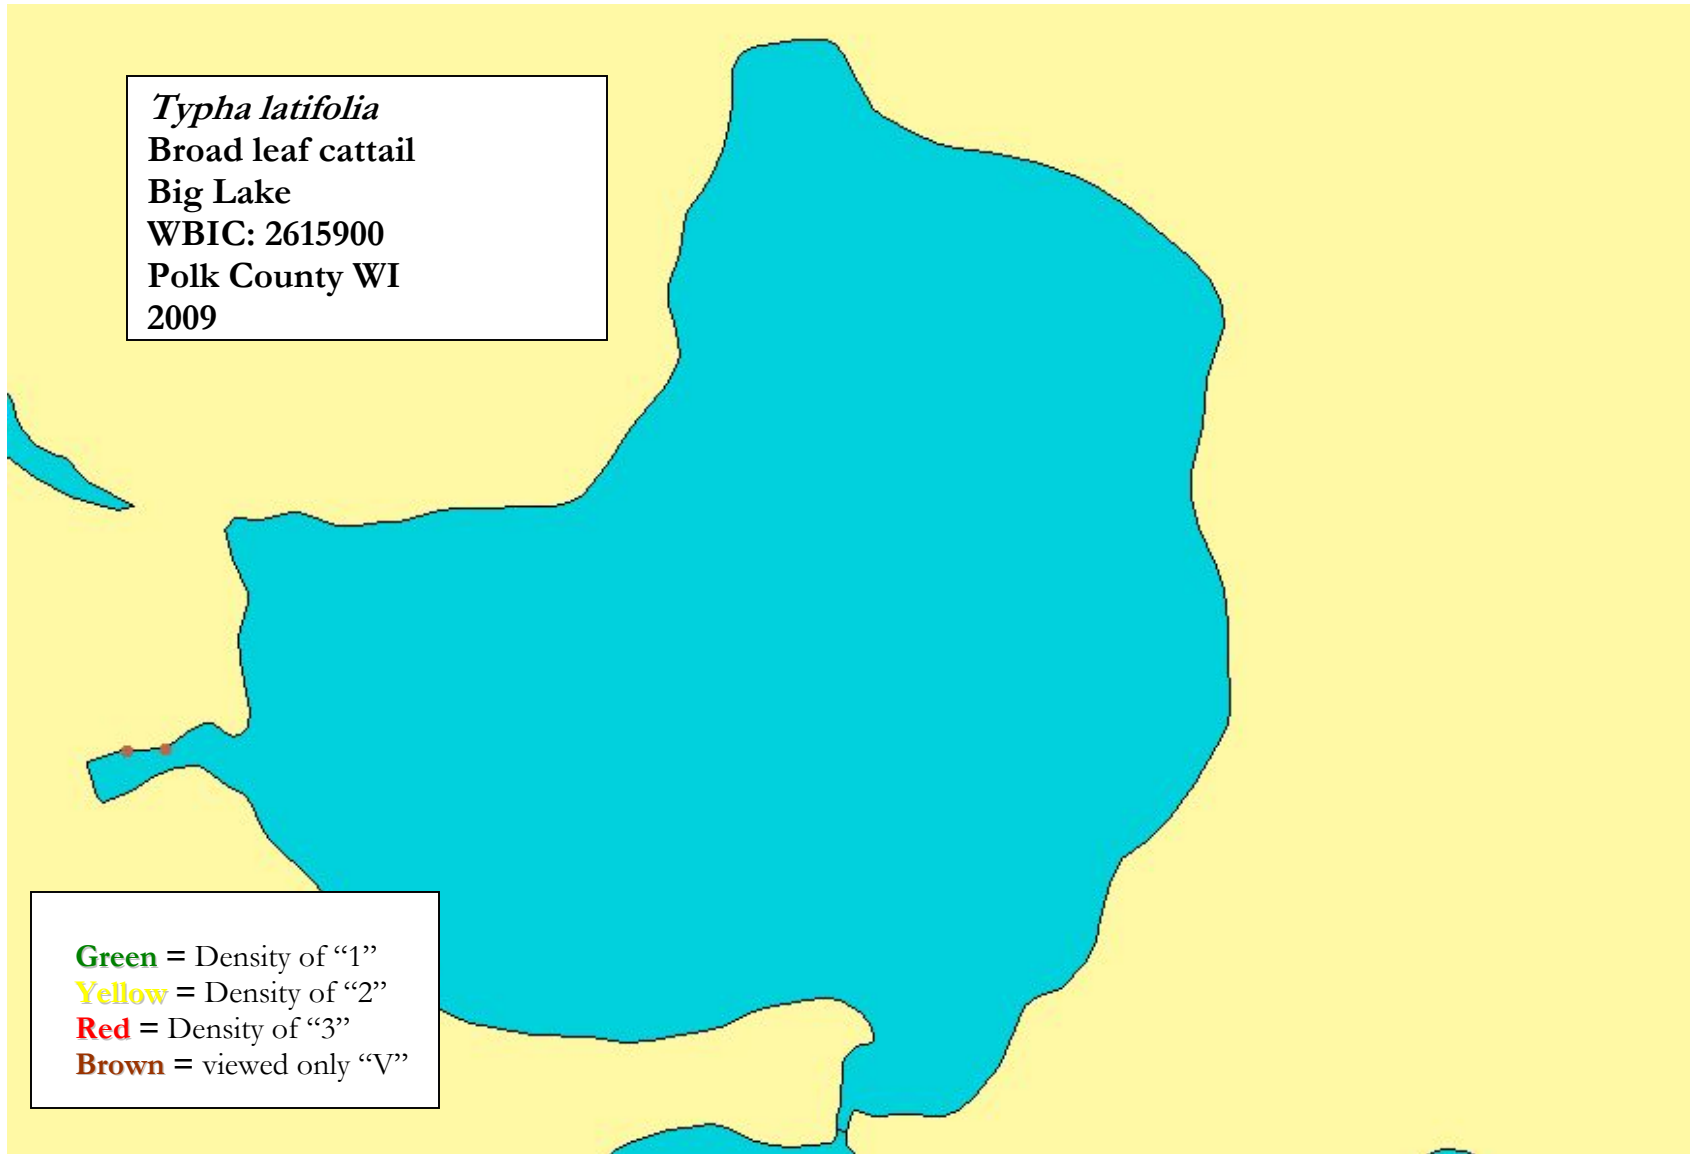 Typha latifolia
Broad leaf cattail
Big Lake
WBIC: 2615900
Polk County WI
2009
Green = Density of “1”
Yellow = Density of “2”
Red = Density of “3”
Brown = viewed only “V”